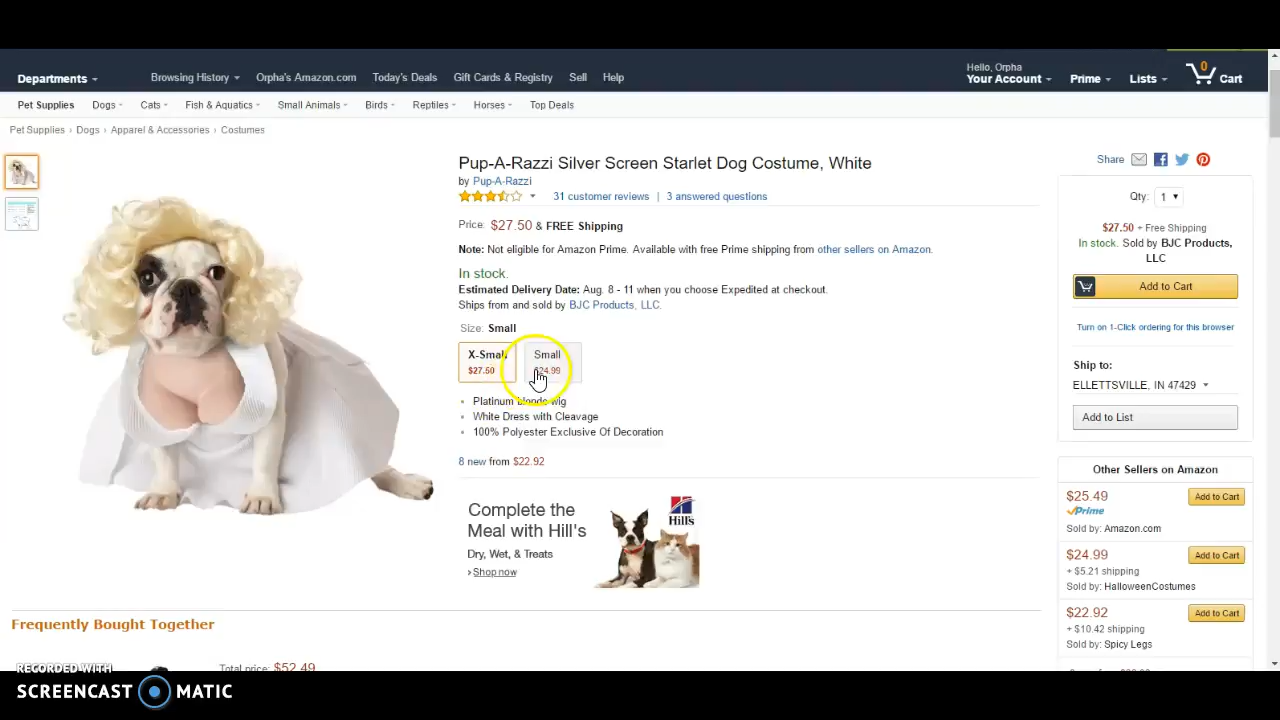 Departments
Browsing History
Orpha's Amazon.com
Today's Deals
Gift Cards & Registry
Sell
Help
Hello, Orpha
Your Account
Prime
Lists
0
Cart
Pet Supplies
Dogs
Cats
Fish & Aquatics
Small Animals
Birds
Reptiles
Horses
Top Deals
Pet Supplies › Dogs › Apparel & Accessories › Costumes
Pup-A-Razzi Silver Screen Starlet Dog Costume, White
by Pup-A-Razzi
31 customer reviews | 3 answered questions
Price: $27.50 & FREE Shipping
Note: Not eligible for Amazon Prime. Available with free Prime shipping from other sellers on Amazon.
In stock.
Estimated Delivery Date: Aug. 8 - 11 when you choose Expedited at checkout.
Ships from and sold by BJC Products, LLC.
Size: Small
X-Small
$27.50
Small
$24.99
• Platinum blonde wig
• White Dress with Cleavage
• 100% Polyester Exclusive Of Decoration
8 new from $22.92
Complete the
Meal with Hill's
Dry, Wet, & Treats
› Shop now
Hill's
Share
Qty: 1
$27.50 + Free Shipping
In stock. Sold by BJC Products,
LLC
Add to Cart
Turn on 1-Click ordering for this browser
Ship to:
ELLETTSVILLE, IN 47429
Add to List
Other Sellers on Amazon
$25.49
Add to Cart
Prime
Sold by: Amazon.com
$24.99
Add to Cart
+ $5.21 shipping
Sold by: HalloweenCostumes
$22.92
Add to Cart
+ $10.42 shipping
Sold by: Spicy Legs
Frequently Bought Together
Total price: $52.49
RECORDED WITH
SCREENCAST MATIC